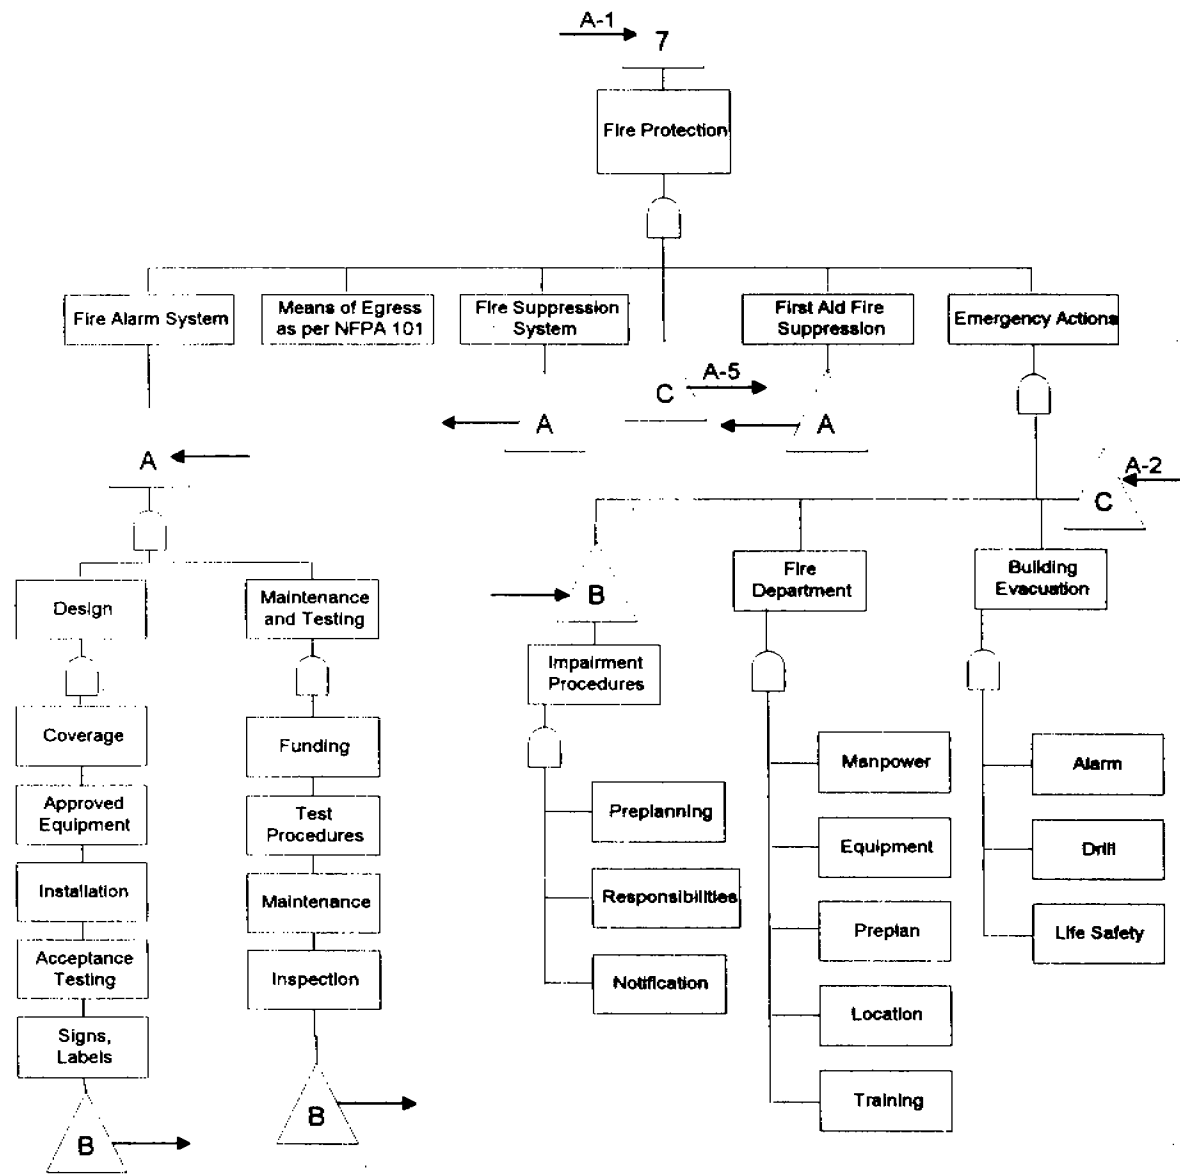 A-1
7
Fire Protection
Fire Alarm System
Means of Egress
as per NFPA 101
Fire Suppression
System
First Aid Fire
Suppression
Emergency Actions
C
A-5
A
A
A
A-2
C
Design
Maintenance
and Testing
B
Fire
Department
Building
Evacuation
Impairment
Procedures
Coverage
Funding
Manpower
Alarm
Approved
Equipment
Test
Procedures
Preplanning
Equipment
Drill
Installation
Maintenance
Responsibilities
Preplan
Life Safety
Acceptance
Testing
Inspection
Notification
Location
Signs,
Labels
Training
B
B